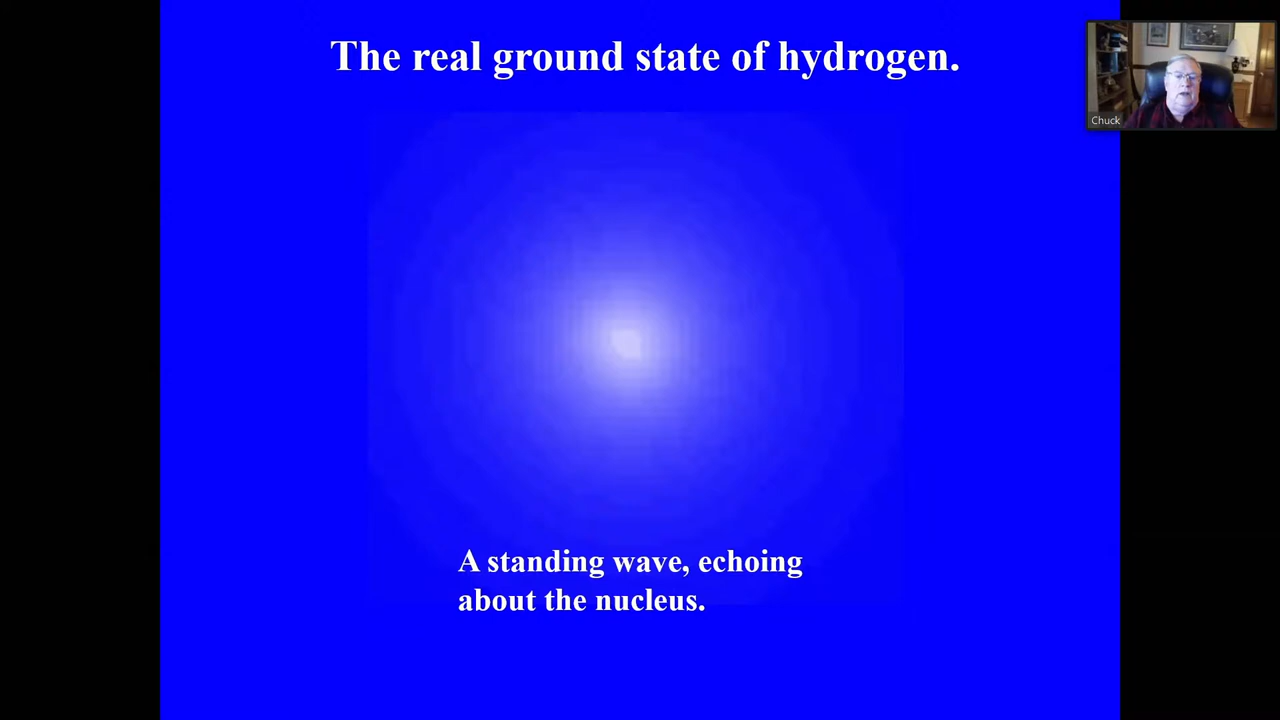 The real ground state of hydrogen.
Chuck
A standing wave, echoing
about the nucleus.